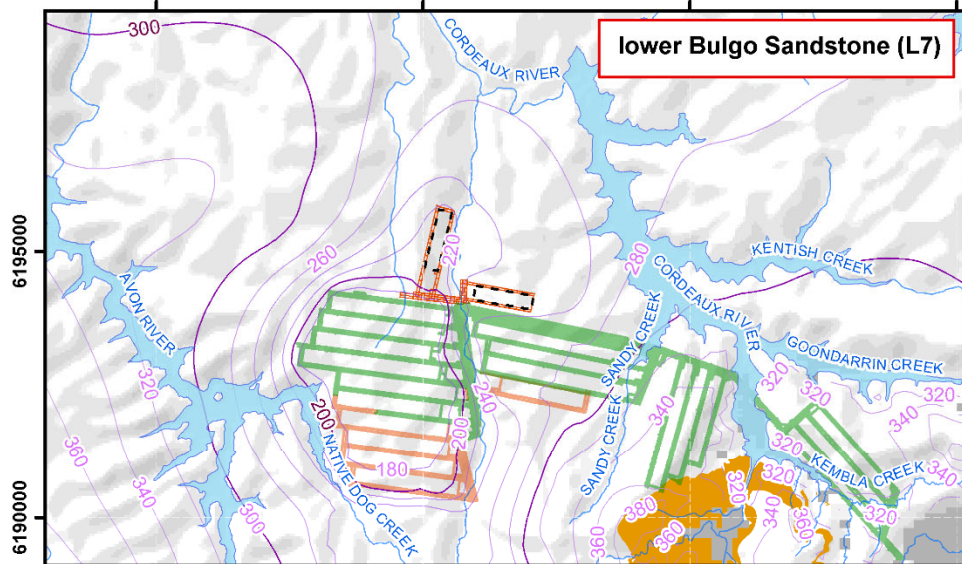 300
lower Bulgo Sandstone (L7)
CORDEAUX RIVER
6195000
260
220
280
KENTISH CREEK
CORDEAUX RIVER
AVON RIVER
SANDY CREEK
GOONDARRIN CREEK
320
320
320
320
340
340
240
200
200
NATIVE DOG CREEK
SANDY CREEK
360
180
320
KEMBLA CREEK
340
340
300
320
320
320
380
340
360
360
360
6190000